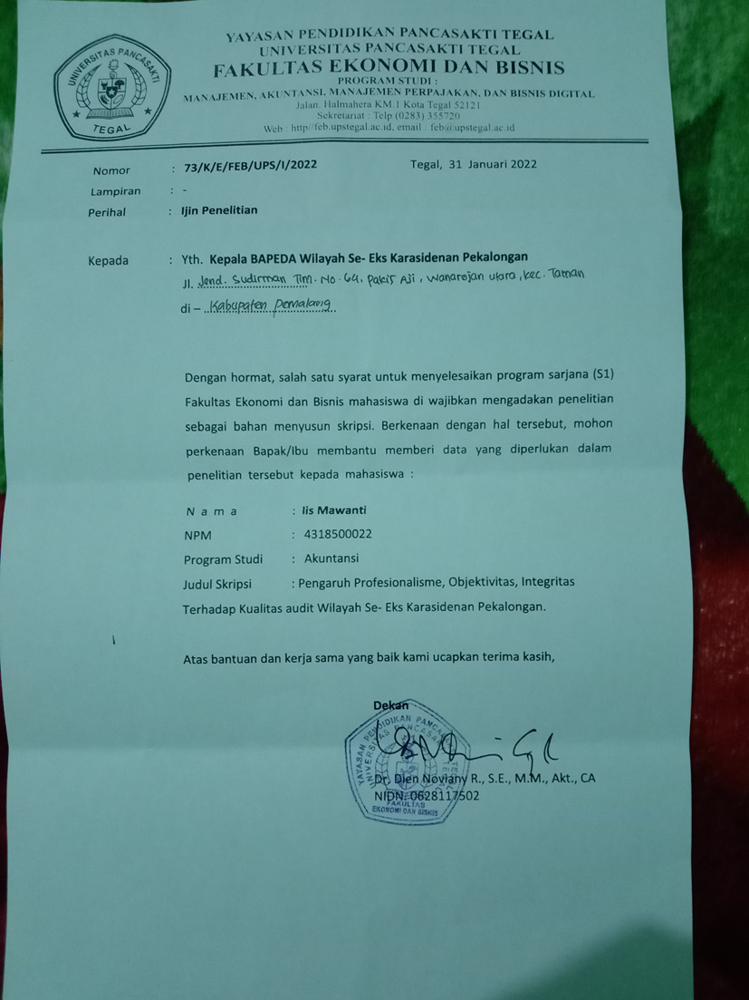 YAYASAN PENDIDIKAN PANCASAKTI TEGAL
UNIVERSITAS PANCASAKTI TEGAL
FAKULTAS EKONOMI DAN BISNIS
PROGRAM STUDI :
MANAJEMEN, AKUNTANSI, MANAJEMEN PERPAJAKAN, DAN BISNIS DIGITAL
Jalan. Halmahera KM.1 Kota Tegal 52121
Sekretariat : Telp (0283) 355720
Web : http//feb.upstegal.ac.id, email : feb@upstegal.ac.id
UNIVERSITAS PANCASAKTI
TEGAL
Nomor : 73/K/E/FEB/UPS/I/2022 Tegal, 31 Januari 2022
Lampiran : -
Perihal : Ijin Penelitian
Kepada : Yth. Kepala BAPEDA Wilayah Se- Eks Karasidenan Pekalongan
Jl. Jend. Sudirman Tim. No. 64, Pakis Aji, Wanarejan Utara, Kec. Taman
di – Kabupaten Pemalang
Dengan hormat, salah satu syarat untuk menyelesaikan program sarjana (S1)
Fakultas Ekonomi dan Bisnis mahasiswa di wajibkan mengadakan penelitian
sebagai bahan menyusun skripsi. Berkenaan dengan hal tersebut, mohon
perkenaan Bapak/Ibu membantu memberi data yang diperlukan dalam
penelitian tersebut kepada mahasiswa :
N a m a : Iis Mawanti
NPM : 4318500022
Program Studi : Akuntansi
Judul Skripsi : Pengaruh Profesionalisme, Objektivitas, Integritas
Terhadap Kualitas audit Wilayah Se- Eks Karasidenan Pekalongan.
Atas bantuan dan kerja sama yang baik kami ucapkan terima kasih,
Dekan
YAYASAN PENDIDIKAN PANCASAKTI TEGAL
UNIVERSITAS PANCASAKTI TEGAL
FAKULTAS
EKONOMI DAN BISNIS
Dr. Dien Noviany R., S.E., M.M., Akt., CA
NIDN. 0628117502